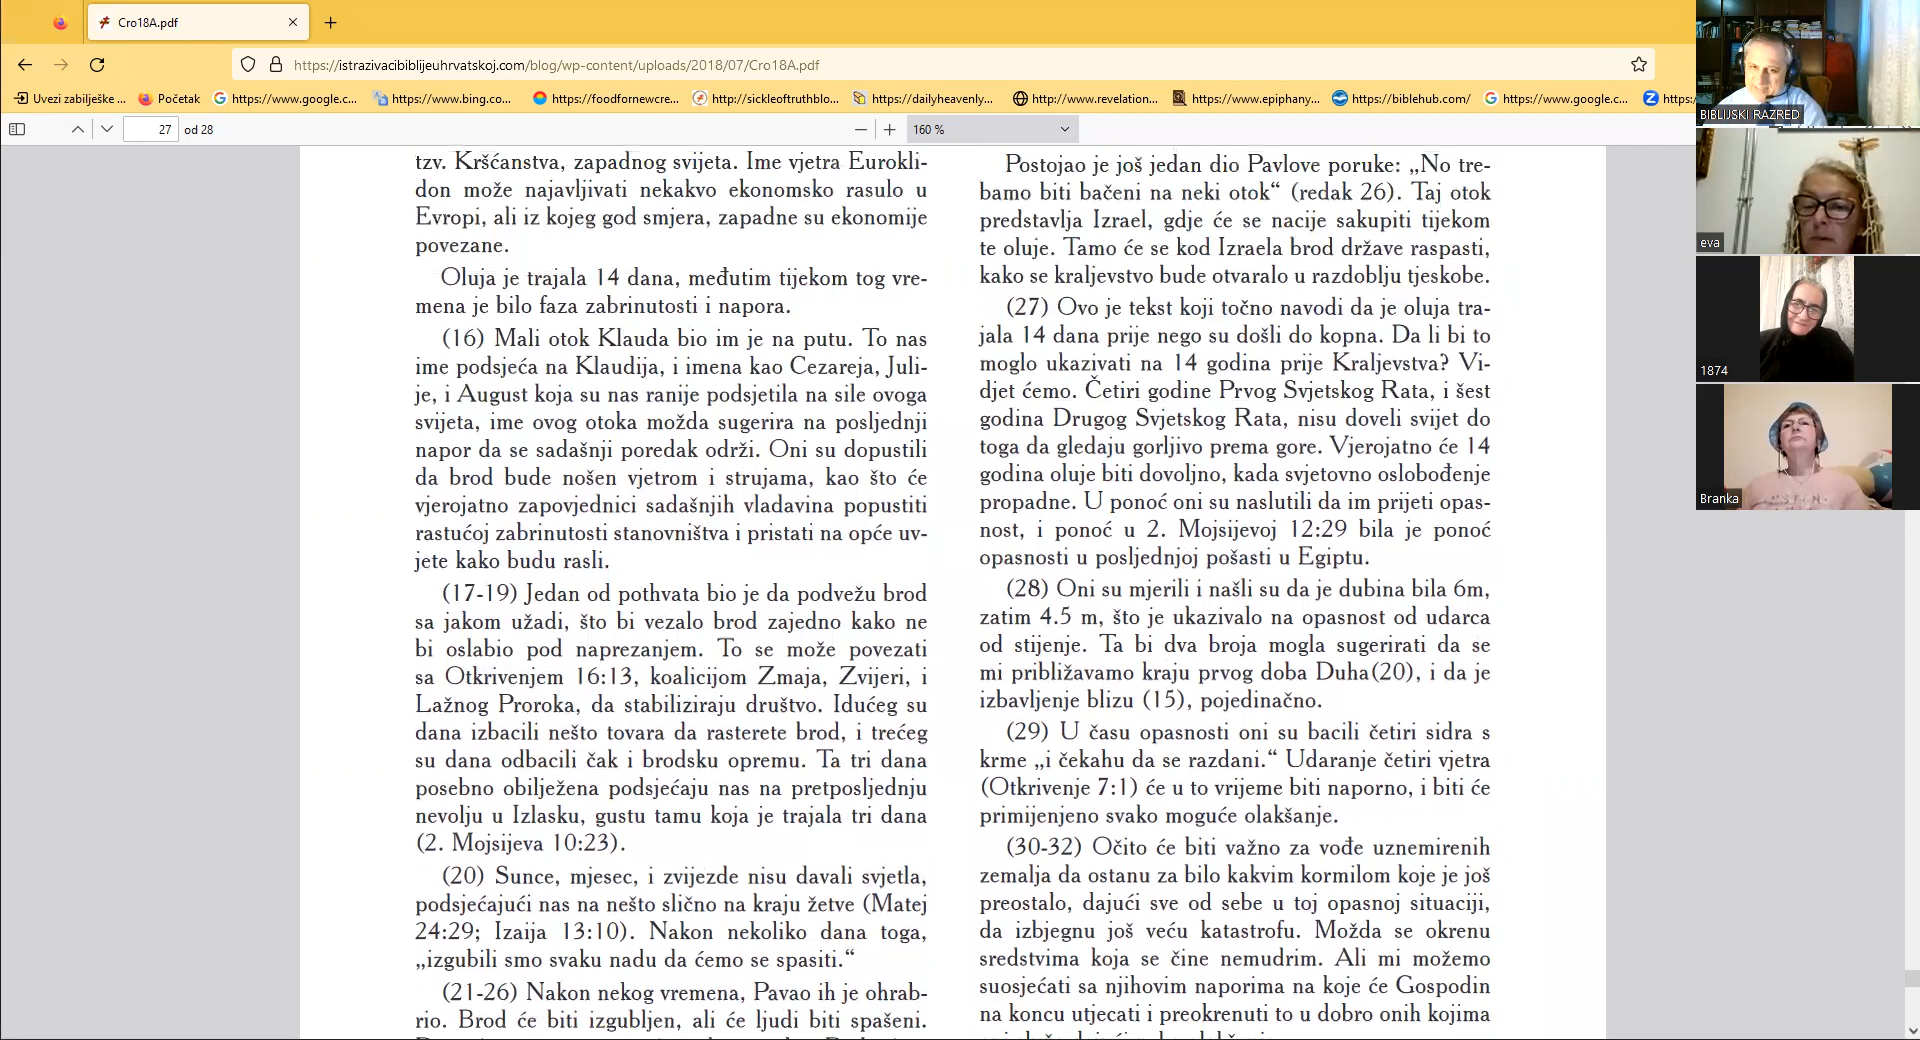 Cro18A.pdf
https://istrazivacibiblijeuhrvatskoj.com/blog/wp-content/uploads/2018/07/Cro18A.pdf
Uvezi zabilješke ...
Početak
https://www.google.c...
https://www.bing.co...
https://foodfornewcre...
http://sickleoftruthblo...
https://dailyheavenly...
http://www.revelation...
https://www.epiphany...
https://biblehub.com/
https://www.google.c...
https:
27 od 28
160 %
tzv. Kršćanstva, zapadnog svijeta. Ime vjetra Eurokli-
don može najavljivati nekakvo ekonomsko rasulo u
Evropi, ali iz kojeg god smjera, zapadne su ekonomije
povezane.
Oluja je trajala 14 dana, međutim tijekom tog vre-
mena je bilo faza zabrinutosti i napora.
(16) Mali otok Klauda bio im je na putu. To nas
ime podsjeća na Klaudija, i imena kao Cezareja, Juli-
je, i August koja su nas ranije podsjetila na sile ovoga
svijeta, ime ovog otoka možda sugerira na posljednji
napor da se sadašnji poredak održi. Oni su dopustili
da brod bude nošen vjetrom i strujama, kao što će
vjerojatno zapovjednici sadašnjih vladavina popustiti
rastućoj zabrinutosti stanovništva i pristati na opće uv-
jete kako budu rasli.
(17-19) Jedan od pothvata bio je da podvežu brod
sa jakom užadi, što bi vezalo brod zajedno kako ne
bi oslabio pod naprezanjem. To se može povezati
sa Otkrivenjem 16:13, koalicijom Zmaja, Zvijeri, i
Lažnog Proroka, da stabiliziraju društvo. Idućeg su
dana izbacili nešto tovara da rasterete brod, i trećeg
su dana odbacili čak i brodsku opremu. Ta tri dana
posebno obilježena podsjećaju nas na pretposljednju
nevolju u Izlasku, gustu tamu koja je trajala tri dana
(2. Mojsijeva 10:23).
(20) Sunce, mjesec, i zvijezde nisu davali svjetla,
podsjećajući nas na nešto slično na kraju žetve (Matej
24:29; Izaija 13:10). Nakon nekoliko dana toga,
„izgubili smo svaku nadu da ćemo se spasiti.“
(21-26) Nakon nekog vremena, Pavao ih je ohrab-
rio. Brod će biti izgubljen, ali će ljudi biti spašeni.
Postojao je još jedan dio Pavlove poruke: „No tre-
bamo biti bačeni na neki otok“ (redak 26). Taj otok
predstavlja Izrael, gdje će se nacije sakupiti tijekom
te oluje. Tamo će se kod Izraela brod države raspasti,
kako se kraljevstvo bude otvaralo u razdoblju tjeskobe.
(27) Ovo je tekst koji točno navodi da je oluja tra-
jala 14 dana prije nego su došli do kopna. Da li bi to
moglo ukazivati na 14 godina prije Kraljevstva? Vi-
djet ćemo. Četiri godine Prvog Svjetskog Rata, i šest
godina Drugog Svjetskog Rata, nisu doveli svijet do
toga da gledaju gorljivo prema gore. Vjerojatno će 14
godina oluje biti dovoljno, kada svjetovno oslobođenje
propadne. U ponoć oni su naslutili da im prijeti opas-
nost, i ponoć u 2. Mojsijevoj 12:29 bila je ponoć
opasnosti u posljednjoj pošasti u Egiptu.
(28) Oni su mjerili i našli su da je dubina bila 6m,
zatim 4.5 m, što je ukazivalo na opasnost od udarca
od stijenje. Ta bi dva broja mogla sugerirati da se
mi približavamo kraju prvog doba Duha(20), i da je
izbavljenje blizu (15), pojedinačno.
(29) U času opasnosti oni su bacili četiri sidra s
krme „i čekahu da se razdani.“ Udaranje četiri vjetra
(Otkrivenje 7:1) će u to vrijeme biti naporno, i biti će
primijenjeno svako moguće olakšanje.
(30-32) Očito će biti važno za vođe uznemirenih
zemalja da ostanu za bilo kakvim kormilom koje je još
preostalo, dajući sve od sebe u toj opasnoj situaciji,
da izbjegnu još veću katastrofu. Možda se okrenu
sredstvima koja se čine nemudrim. Ali mi možemo
suosjećati sa njihovim naporima na koje će Gospodin
na koncu utjecati i preokrenuti to u dobro onih kojima
BIBLIJSKI RAZRED
eva
1874
Branka